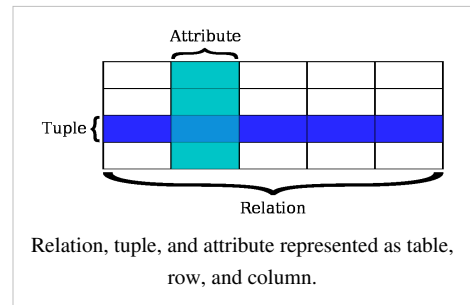 Attribute
Tuple
Relation
Relation, tuple, and attribute represented as table,
row, and column.